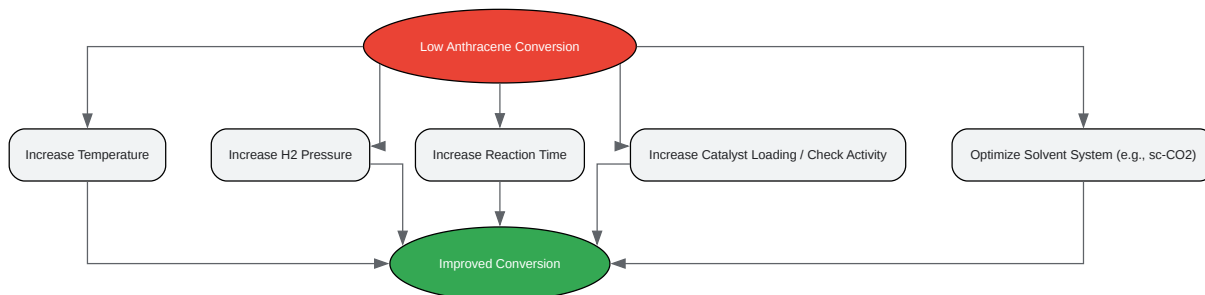 Low Anthracene Conversion
Increase Temperature
Increase H2 Pressure
Increase Reaction Time
Increase Catalyst Loading / Check Activity
Optimize Solvent System (e.g., sc-CO2)
Improved Conversion